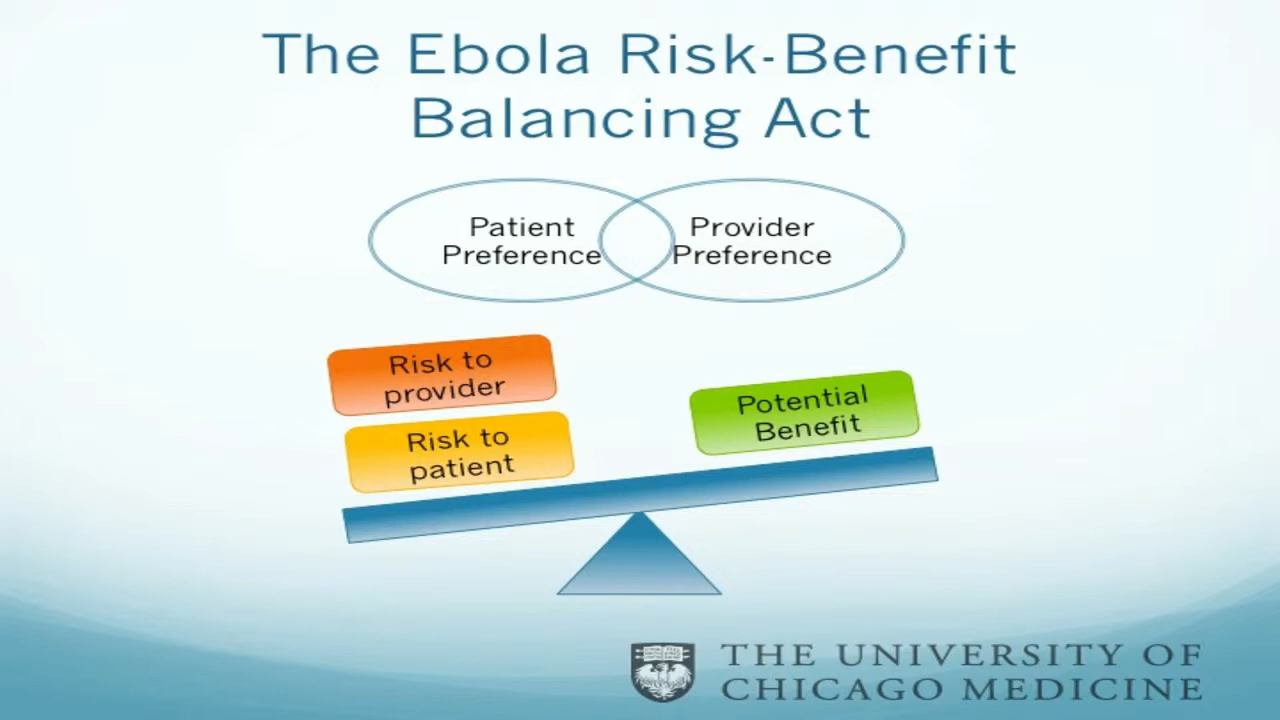 The Ebola Risk-Benefit
Balancing Act
Patient
Preference
Provider
Preference
Risk to
provider
Risk to
patient
Potential
Benefit
THE UNIVERSITY OF
CHICAGO MEDICINE